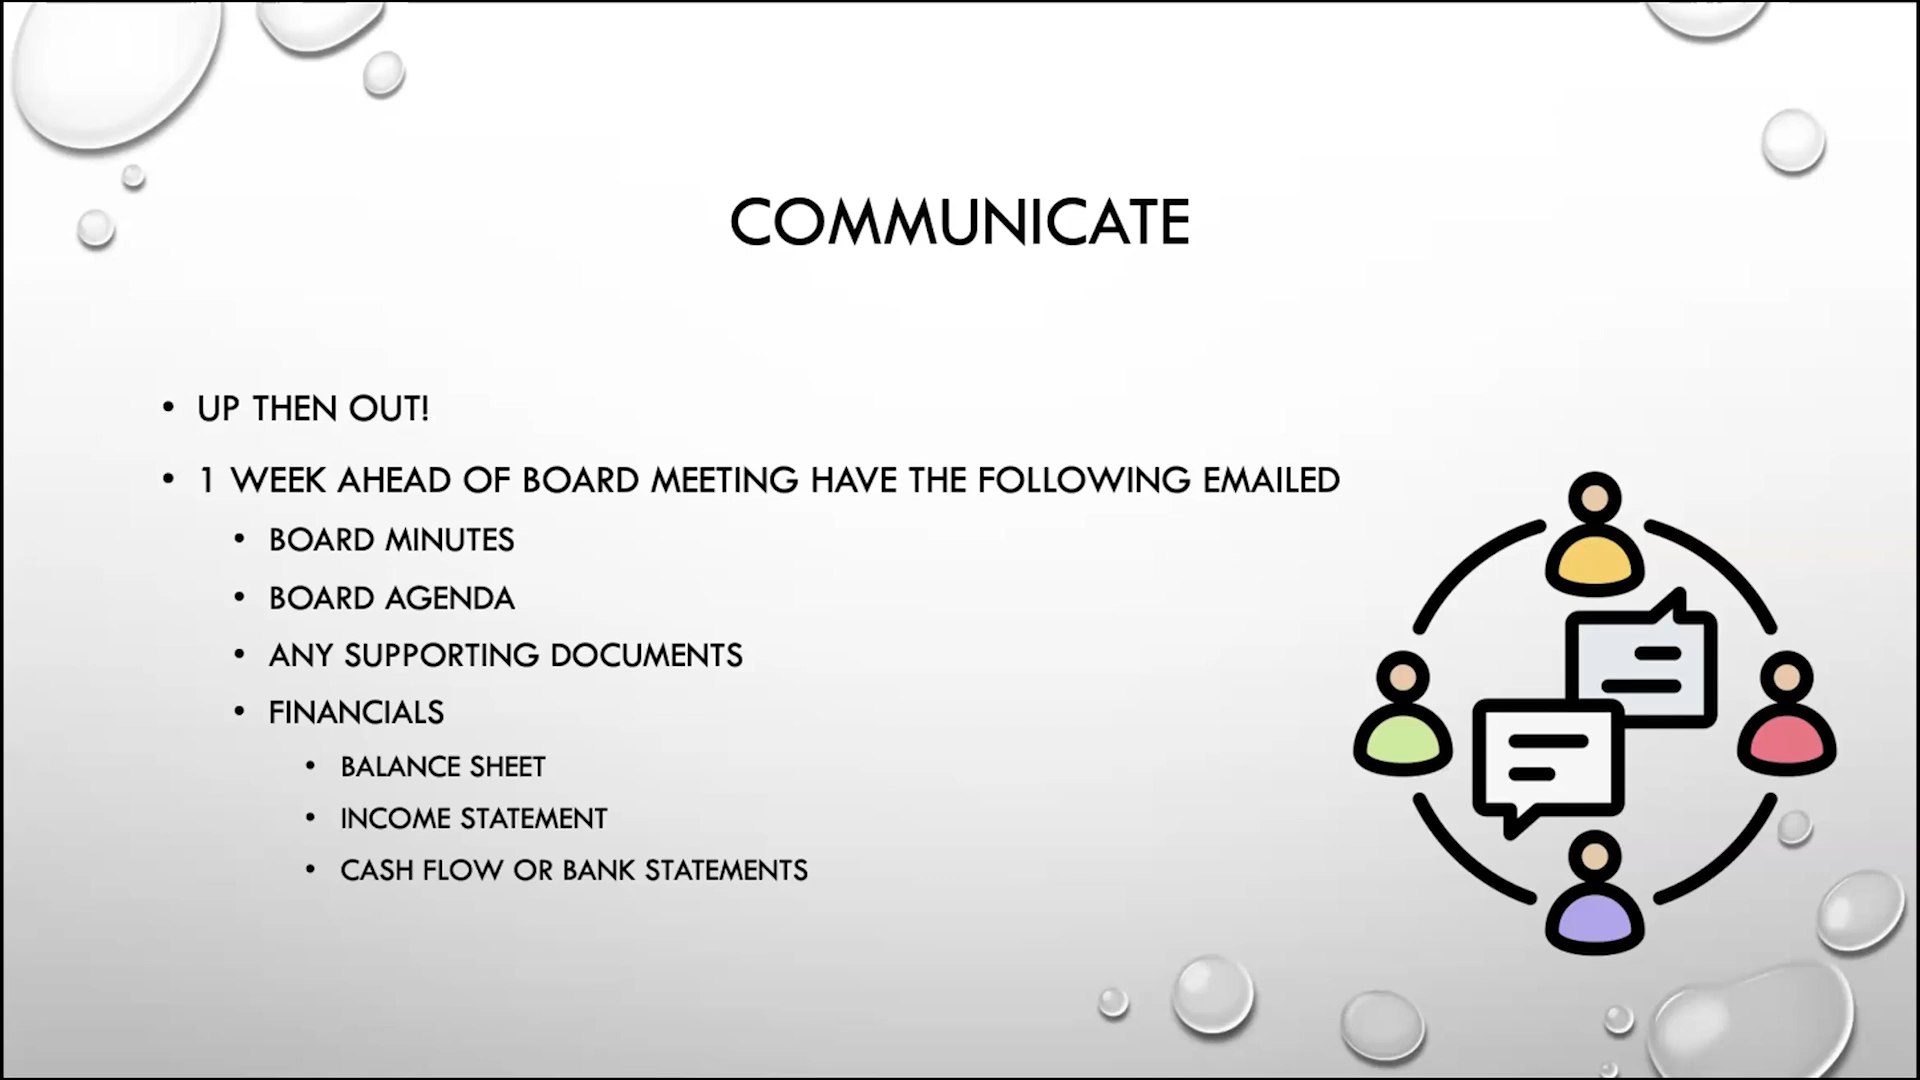 COMMUNICATE
• UP THEN OUT!
• 1 WEEK AHEAD OF BOARD MEETING HAVE THE FOLLOWING EMAILED
• BOARD MINUTES
• BOARD AGENDA
• ANY SUPPORTING DOCUMENTS
• FINANCIALS
• BALANCE SHEET
• INCOME STATEMENT
• CASH FLOW OR BANK STATEMENTS